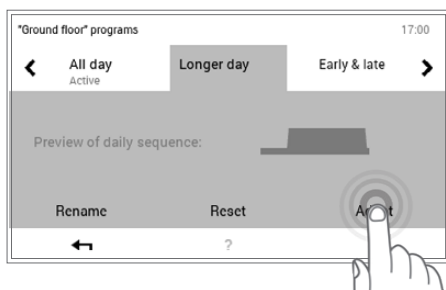 "Ground floor" programs 17:00
All day Longer day Early & late
Active
Preview of daily sequence:
Rename Reset
?